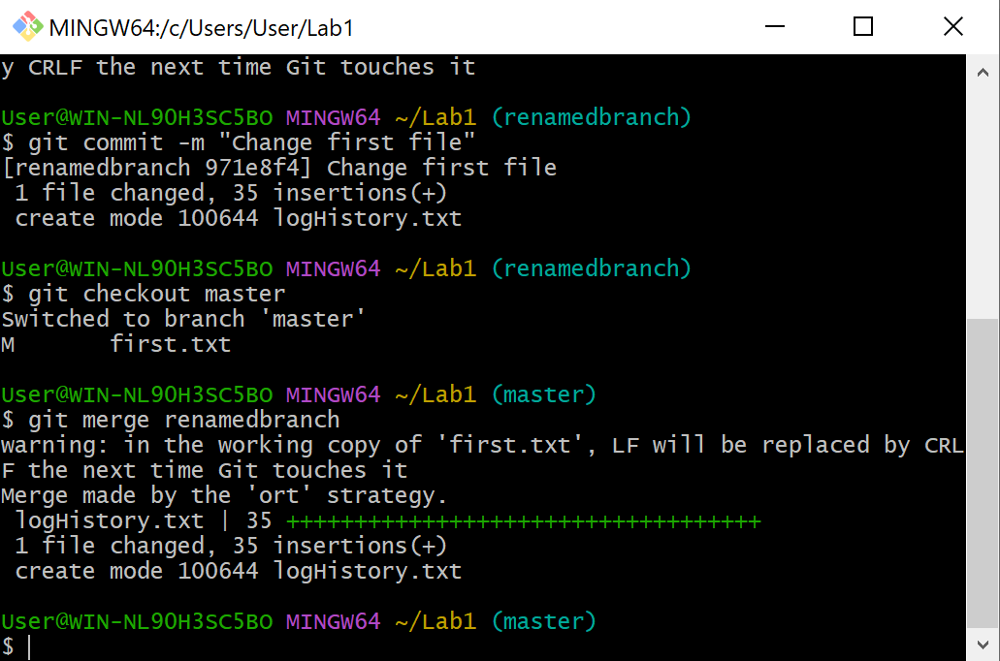 MINGW64:/c/Users/User/Lab1
y CRLF the next time Git touches it
User@WIN-NL90H3SC5BO MINGW64 ~/Lab1 (renamedbranch)
$ git commit -m "Change first file"
[renamedbranch 971e8f4] Change first file
 1 file changed, 35 insertions(+)
 create mode 100644 logHistory.txt
User@WIN-NL90H3SC5BO MINGW64 ~/Lab1 (renamedbranch)
$ git checkout master
Switched to branch 'master'
M       first.txt
User@WIN-NL90H3SC5BO MINGW64 ~/Lab1 (master)
$ git merge renamedbranch
warning: in the working copy of 'first.txt', LF will be replaced by CRL
F the next time Git touches it
Merge made by the 'ort' strategy.
 logHistory.txt | 35 +++++++++++++++++++++++++++++++++++
 1 file changed, 35 insertions(+)
 create mode 100644 logHistory.txt
User@WIN-NL90H3SC5BO MINGW64 ~/Lab1 (master)
$